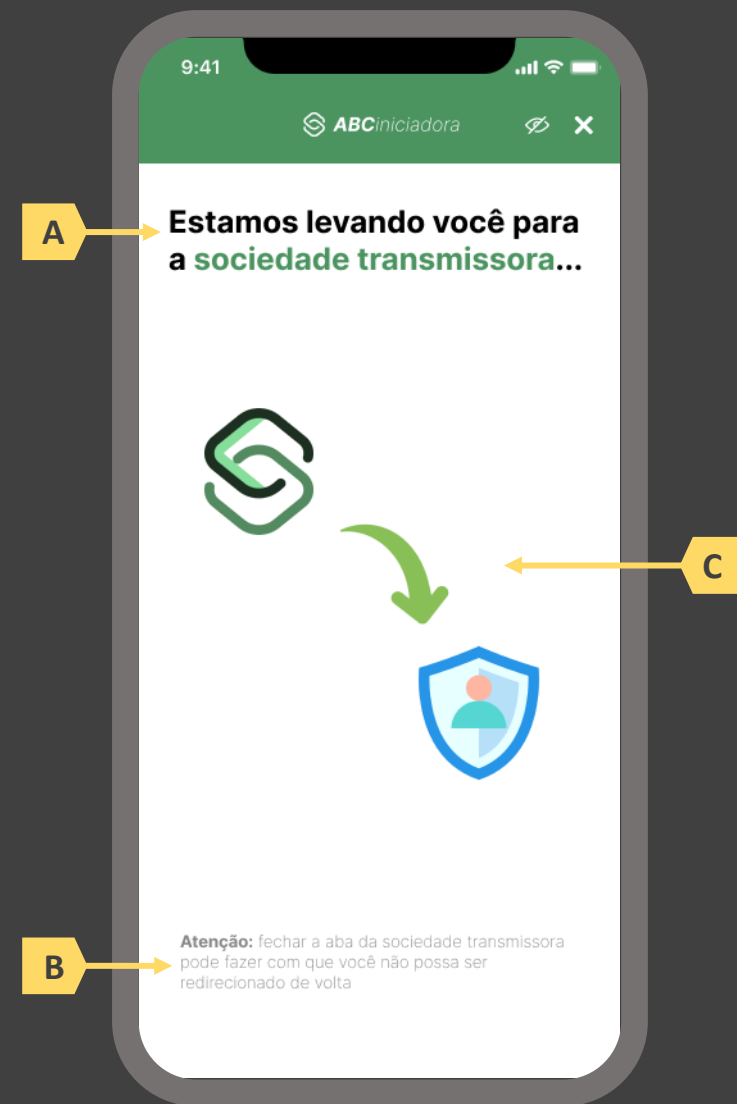 9:41
ABCiniciadora
A
Estamos levando você para
a sociedade transmissora...
C
B
Atenção: fechar a aba da sociedade transmissora
pode fazer com que você não possa ser
redirecionado de volta